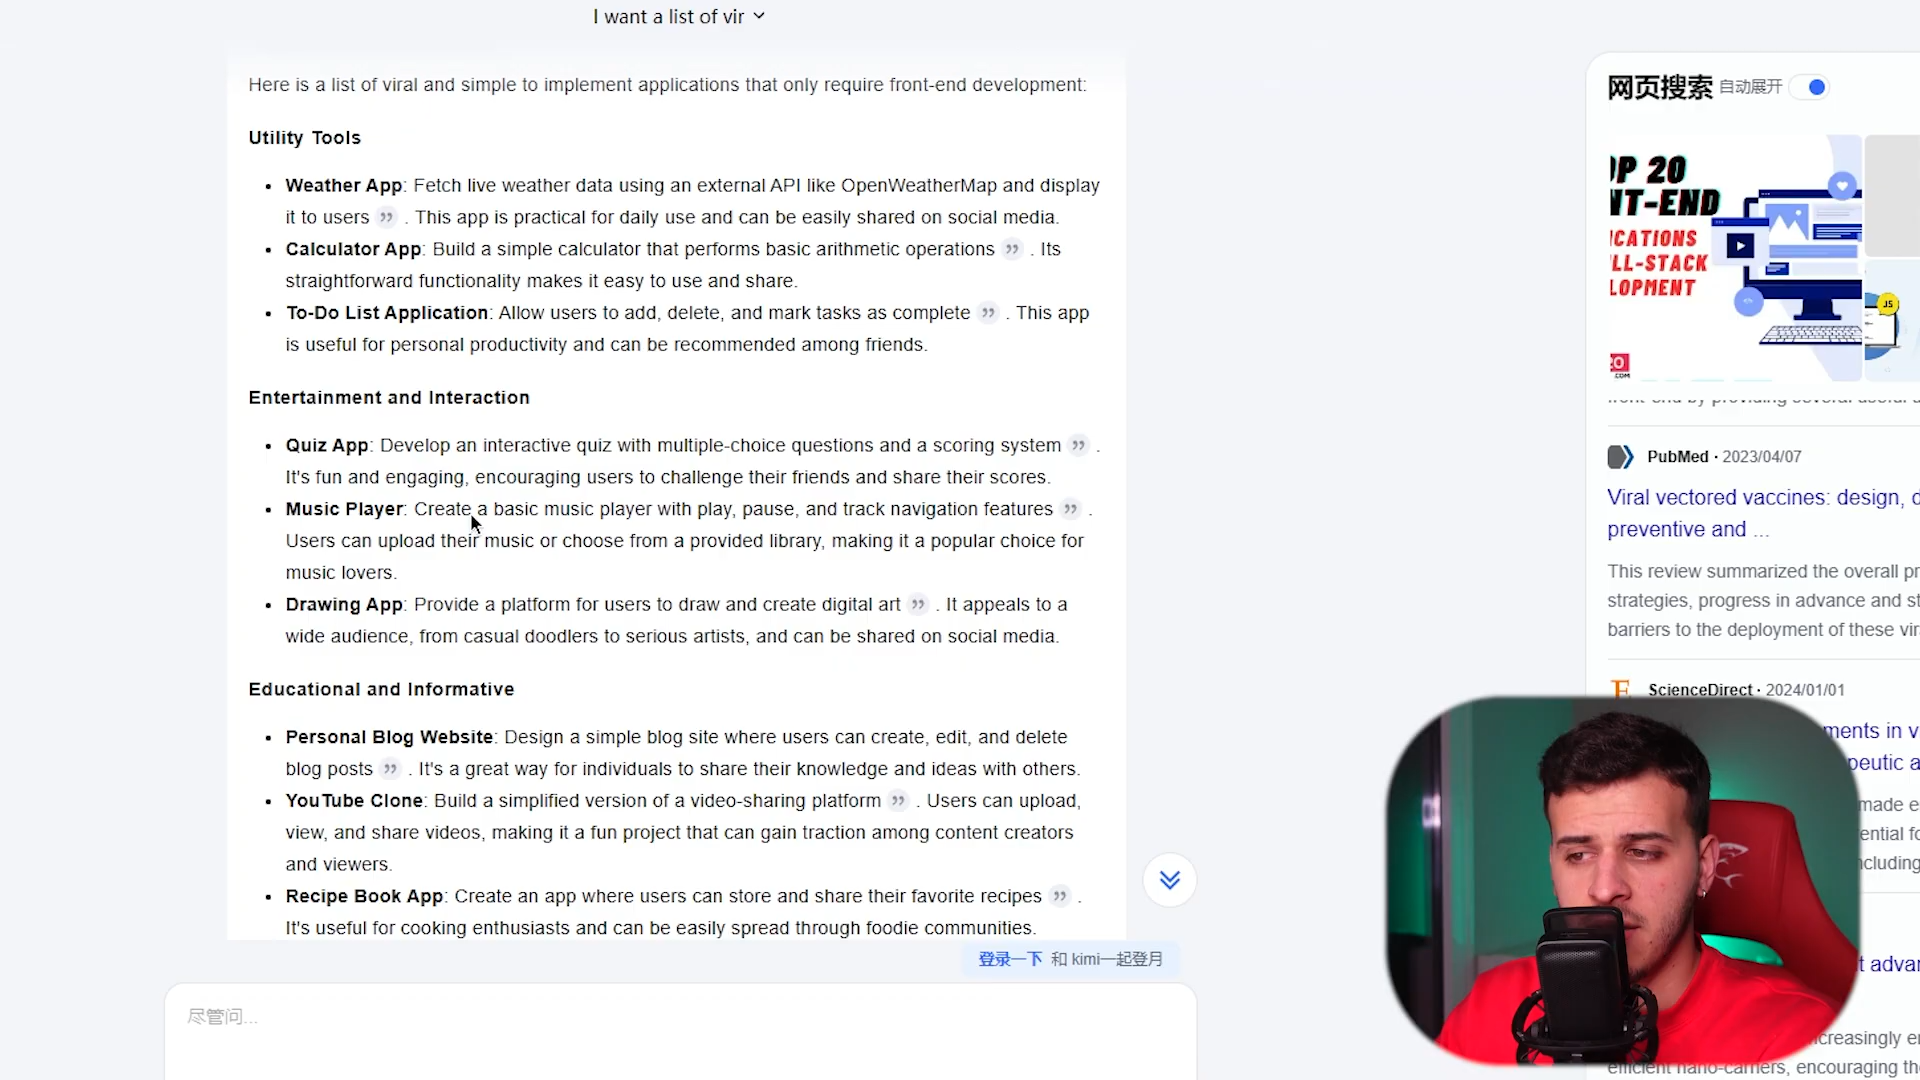 I want a list of vir
Here is a list of viral and simple to implement applications that only require front-end development:
Utility Tools
• Weather App: Fetch live weather data using an external API like OpenWeatherMap and display
it to users ” . This app is practical for daily use and can be easily shared on social media.
• Calculator App: Build a simple calculator that performs basic arithmetic operations ” . Its
straightforward functionality makes it easy to use and share.
• To-Do List Application: Allow users to add, delete, and mark tasks as complete ” . This app
is useful for personal productivity and can be recommended among friends.
Entertainment and Interaction
• Quiz App: Develop an interactive quiz with multiple-choice questions and a scoring system ” .
It's fun and engaging, encouraging users to challenge their friends and share their scores.
• Music Player: Create a basic music player with play, pause, and track navigation features ” .
Users can upload their music or choose from a provided library, making it a popular choice for
music lovers.
• Drawing App: Provide a platform for users to draw and create digital art ” . It appeals to a
wide audience, from casual doodlers to serious artists, and can be shared on social media.
Educational and Informative
• Personal Blog Website: Design a simple blog site where users can create, edit, and delete
blog posts ” . It's a great way for individuals to share their knowledge and ideas with others.
• YouTube Clone: Build a simplified version of a video-sharing platform ” . Users can upload,
view, and share videos, making it a fun project that can gain traction among content creators
and viewers.
• Recipe Book App: Create an app where users can store and share their favorite recipes ” .
It's useful for cooking enthusiasts and can be easily spread through foodie communities.
登录一下 和 kimi一起登月
尽管问...
网页搜索 自动展开
OP 20
NT-END
ICATIONS
LL-STACK
LOPMENT
.COM
JS
front-end by providing several useful
PubMed · 2023/04/07
Viral vectored vaccines: design, d
preventive and ...
This review summarized the overall pr
strategies, progress in advance and st
barriers to the deployment of these vir
ScienceDirect · 2024/01/01
ments in v
peutic a
made e
ential fo
ncluding
t advan
creasingly en
efficient nano-carriers, encouraging the